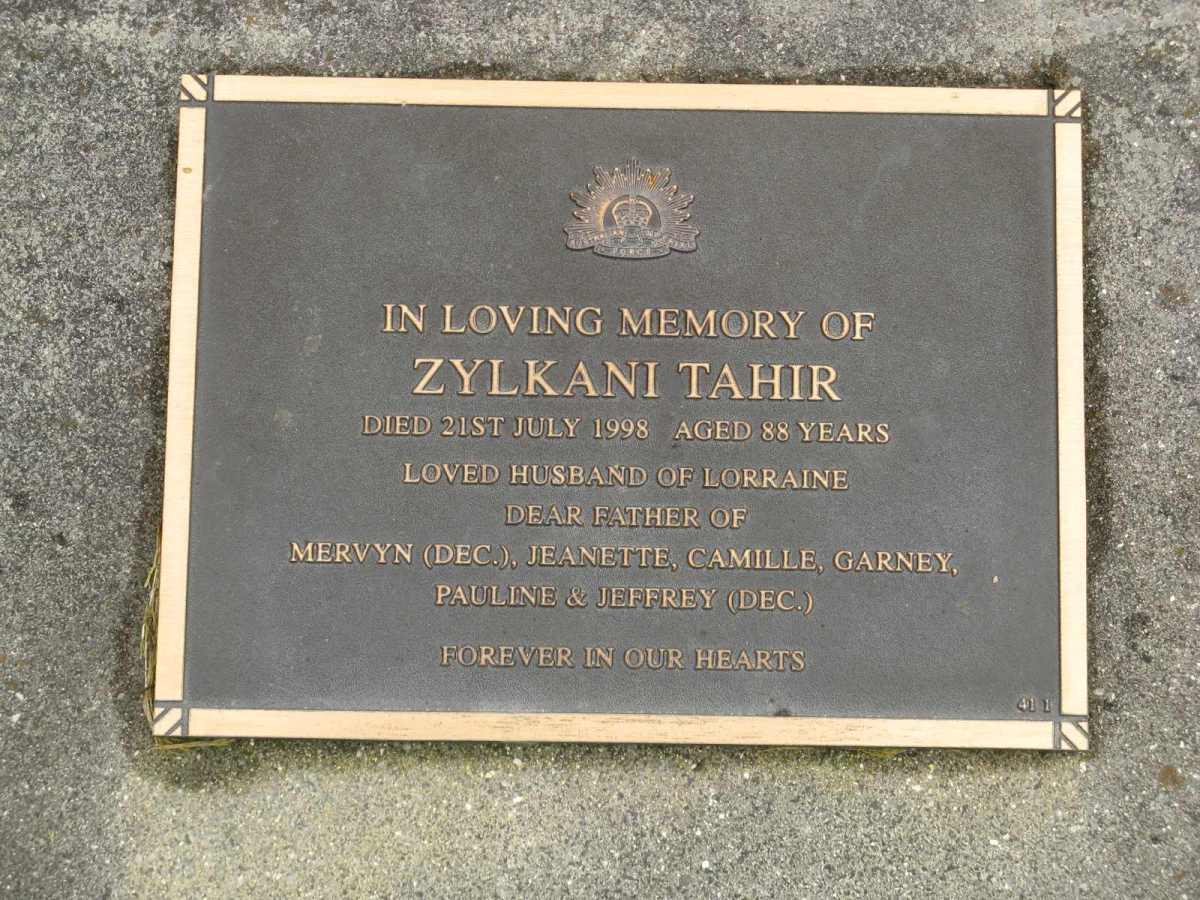 IN LOVING MEMORY OF
ZYLKANI TAHIR
DIED 21ST JULY 1998 AGED 88 YEARS
LOVED HUSBAND OF LORRAINE
DEAR FATHER OF
MERVYN (DEC.), JEANETTE, CAMILLE, GARNEY,
PAULINE & JEFFREY (DEC.)
FOREVER IN OUR HEARTS
41 1